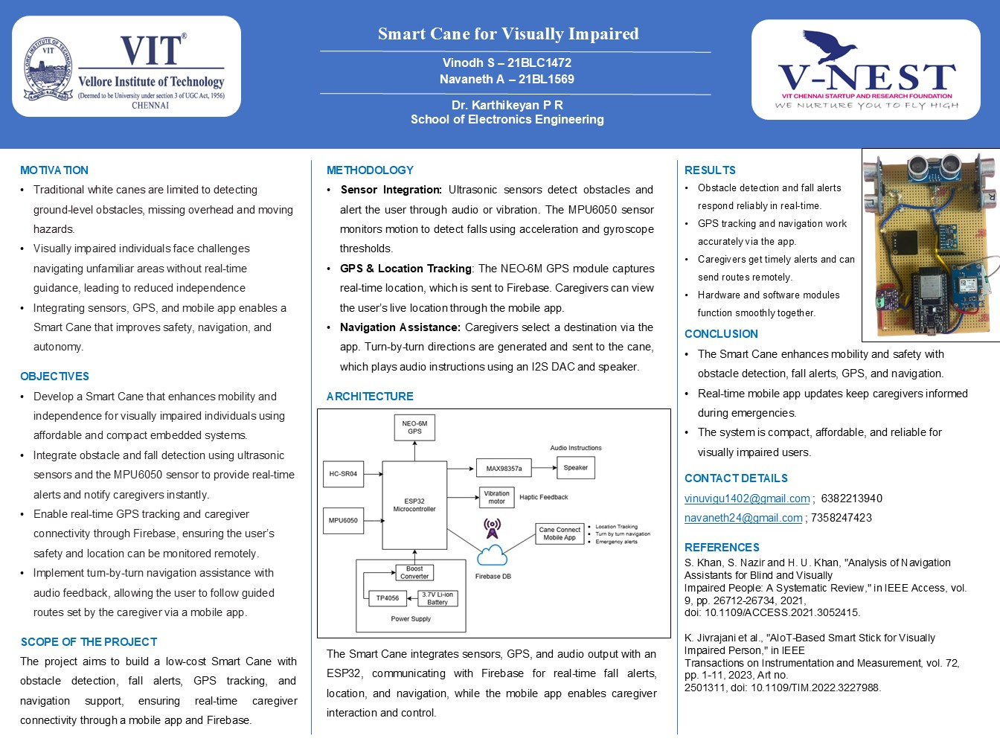 VELLORE INSTITUTE OF TECHNOLOGY
VIT
VIT®
Vellore Institute of Technology
(Deemed to be University under section 3 of UGC Act, 1956)
CHENNAI
Smart Cane for Visually Impaired
Vinodh S – 21BLC1472
Navaneth A – 21BL1569
Dr. Karthikeyan P R
School of Electronics Engineering
V-NEST
VIT CHENNAI STARTUP AND RESEARCH FOUNDATION
WE NURTURE YOU TO FLY HIGH
MOTIVATION
• Traditional white canes are limited to detecting
ground-level obstacles, missing overhead and moving
hazards.
• Visually impaired individuals face challenges
navigating unfamiliar areas without real-time
guidance, leading to reduced independence
• Integrating sensors, GPS, and mobile app enables a
Smart Cane that improves safety, navigation, and
autonomy.
OBJECTIVES
• Develop a Smart Cane that enhances mobility and
independence for visually impaired individuals using
affordable and compact embedded systems.
• Integrate obstacle and fall detection using ultrasonic
sensors and the MPU6050 sensor to provide real-time
alerts and notify caregivers instantly.
• Enable real-time GPS tracking and caregiver
connectivity through Firebase, ensuring the user's
safety and location can be monitored remotely.
• Implement turn-by-turn navigation assistance with
audio feedback, allowing the user to follow guided
routes set by the caregiver via a mobile app.
SCOPE OF THE PROJECT
The project aims to build a low-cost Smart Cane with
obstacle detection, fall alerts, GPS tracking, and
navigation support, ensuring real-time caregiver
connectivity through a mobile app and Firebase.
METHODOLOGY
• Sensor Integration: Ultrasonic sensors detect obstacles and
alert the user through audio or vibration. The MPU6050 sensor
monitors motion to detect falls using acceleration and gyroscope
thresholds.
• GPS & Location Tracking: The NEO-6M GPS module captures
real-time location, which is sent to Firebase. Caregivers can view
the user's live location through the mobile app.
• Navigation Assistance: Caregivers select a destination via the
app. Turn-by-turn directions are generated and sent to the cane,
which plays audio instructions using an I2S DAC and speaker.
ARCHITECTURE
NEO-6M
GPS
HC-SR04
MPU6050
ESP32
Microcontroller
MAX98357a
Audio Instructions
Speaker
Vibration
motor
Haptic Feedback
Cane Connect
Mobile App
• Location Tracking
• Turn by turn navigation
• Emergency alerts
Firebase DB
Boost
Converter
TP4056
3.7V Li-ion
Battery
Power Supply
The Smart Cane integrates sensors, GPS, and audio output with an
ESP32, communicating with Firebase for real-time fall alerts,
location, and navigation, while the mobile app enables caregiver
interaction and control.
RESULTS
• Obstacle detection and fall alerts
respond reliably in real-time.
• GPS tracking and navigation work
accurately via the app.
• Caregivers get timely alerts and can
send routes remotely.
• Hardware and software modules
function smoothly together.
CONCLUSION
• The Smart Cane enhances mobility and safety with
obstacle detection, fall alerts, GPS, and navigation.
• Real-time mobile app updates keep caregivers informed
during emergencies.
• The system is compact, affordable, and reliable for
visually impaired users.
CONTACT DETAILS
vinuvigu1402@gmail.com ; 6382213940
navaneth24@gmail.com ; 7358247423
REFERENCES
S. Khan, S. Nazir and H. U. Khan, "Analysis of Navigation
Assistants for Blind and Visually
Impaired People: A Systematic Review," in IEEE Access, vol.
9, pp. 26712-26734, 2021,
doi: 10.1109/ACCESS.2021.3052415.
K. Jivrajani et al., "AIoT-Based Smart Stick for Visually
Impaired Person," in IEEE
Transactions on Instrumentation and Measurement, vol. 72,
pp. 1-11, 2023, Art no.
2501311, doi: 10.1109/TIM.2022.3227988.